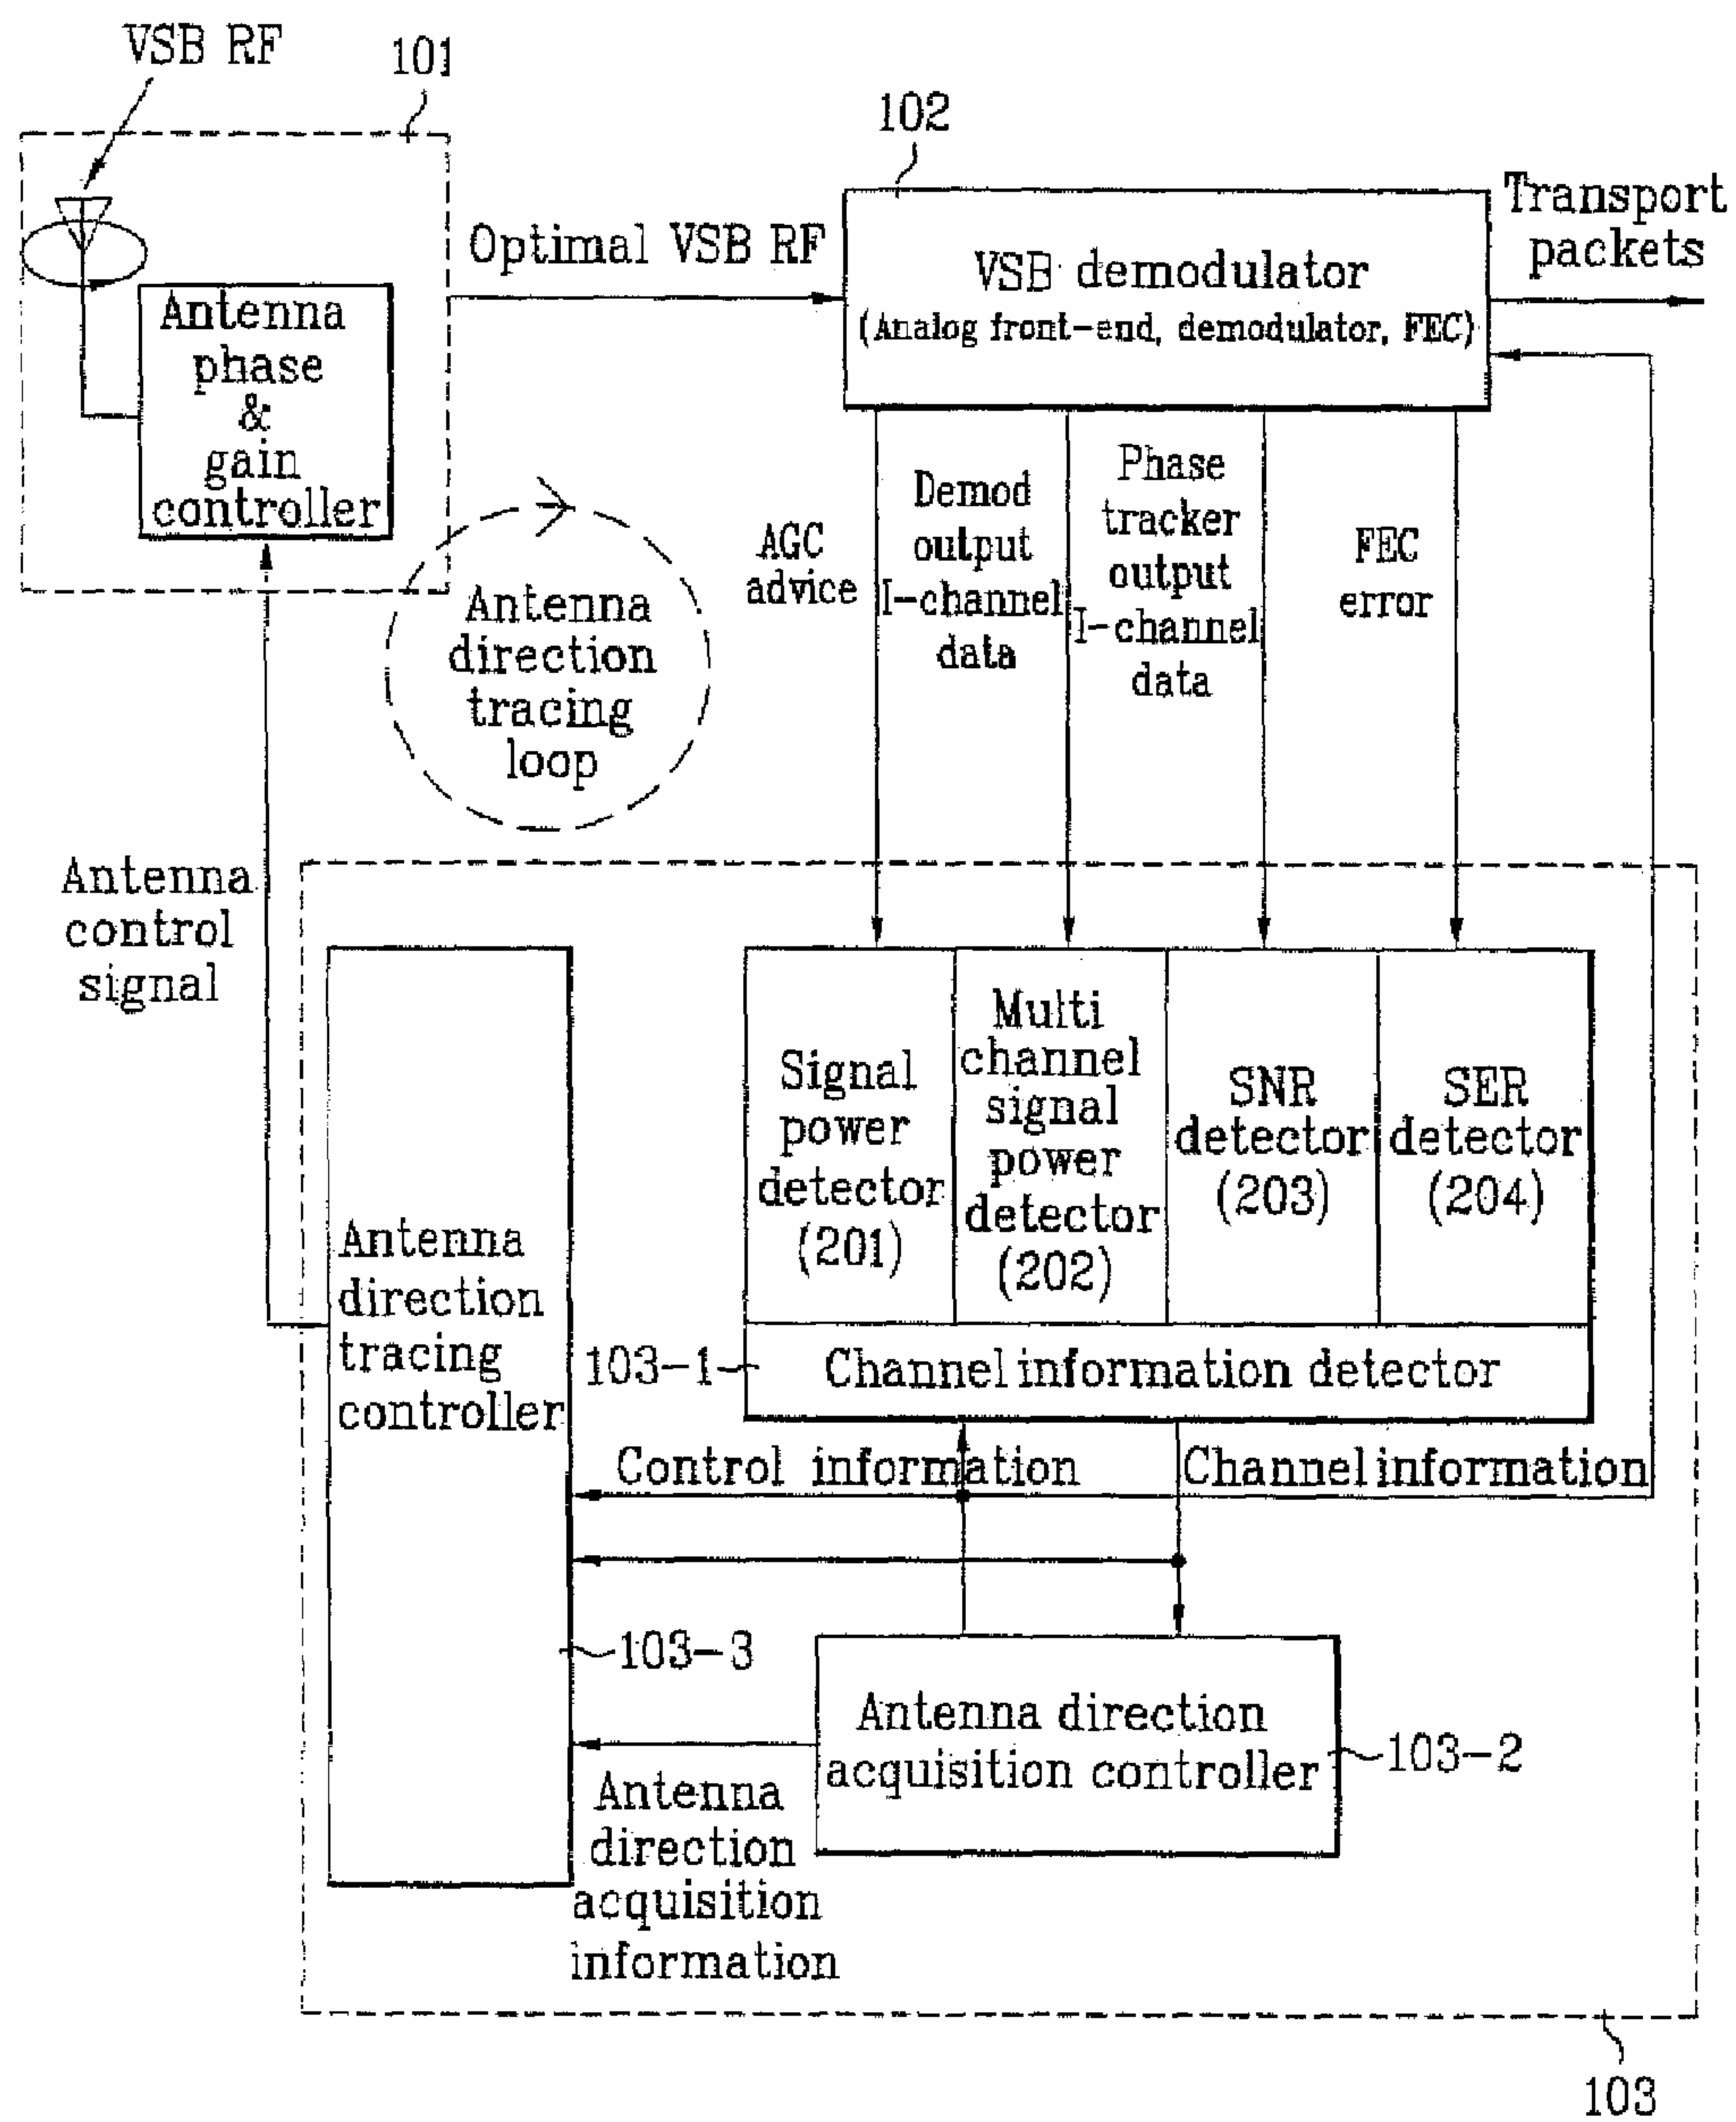 VSB RF
101
102
Transport
packets
Optimal VSB RF
VSB demodulator
(Analog front-end, demodulator, FEC)
Antenna
phase
&
gain
controller
AGC
advice
Demod
output
I-channel
data
Phase
tracker
output
I-channel
data
FEC
error
Antenna
direction
tracing
loop
Antenna
control
signal
Signal
power
detector
(201)
Multi
channel
signal
power
detector
(202)
SNR
detector
(203)
SER
detector
(204)
Antenna
direction
tracing
controller
103-1
Channel information detector
Control information
Channel information
103-3
Antenna direction
acquisition controller
103-2
Antenna
direction
acquisition
information
103